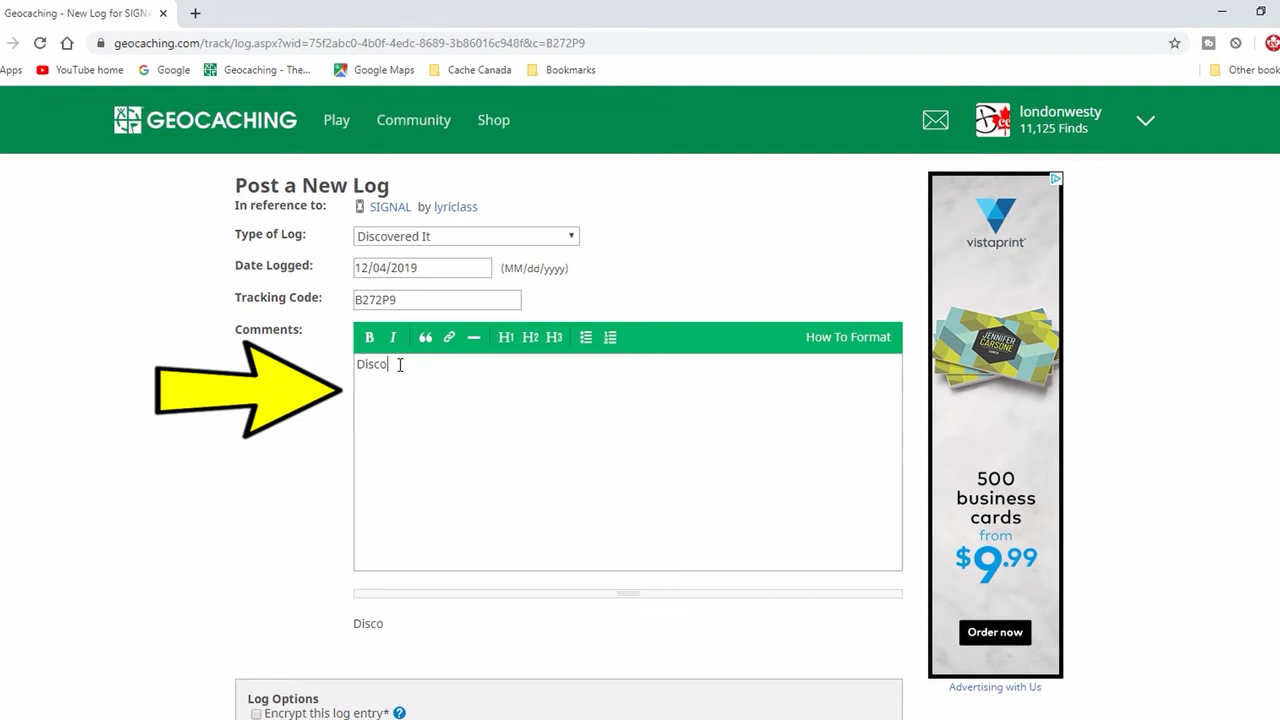 Geocaching - New Log for SIGNA
geocaching.com/track/log.aspx?wid=75f2abc0-4b0f-4edc-8689-3b86016c948f&c=B272P9
Apps YouTube home Google Geocaching - The... Google Maps Cache Canada Bookmarks Other book
GEOCACHING Play Community Shop
londonwesty
11,125 Finds
Post a New Log
In reference to: SIGNAL by lyriclass
Type of Log: Discovered It
Date Logged: 12/04/2019 (MM/dd/yyyy)
Tracking Code: B272P9
Comments: B I H1 H2 H3 How To Format
Disco
Disco
Log Options
Encrypt this log entry* ?
vistaprint
JENNIFER
CARSONE
500
business
cards
from
$9.99
Order now
Advertising with Us